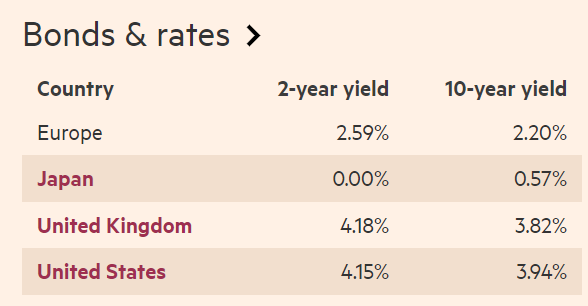 Bonds & rates >
Country 2-year yield 10-year yield
Europe 2.59% 2.20%
Japan 0.00% 0.57%
United Kingdom 4.18% 3.82%
United States 4.15% 3.94%